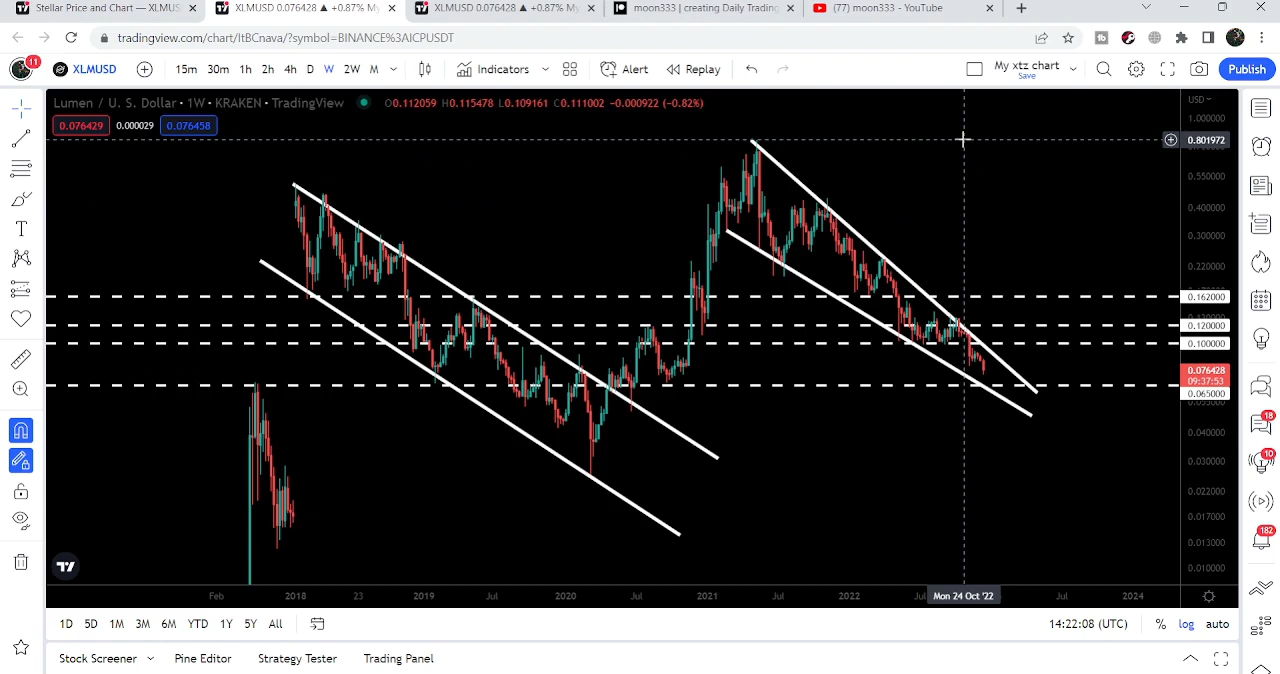 Stellar Price and Chart — XLMUS
XLMUSD 0.076428 ▲ +0.87% My
XLMUSD 0.076428 ▲ +0.87% My
moon333 | creating Daily Trading
(77) moon333 - YouTube
tradingview.com/chart/ItBCnava/?symbol=BINANCE%3AICPUSDT
11
XLMUSD
15m 30m 1h 2h 4h D W 2W M
Indicators
Alert
Replay
My xtz chart
Save
Publish
Lumen / U. S. Dollar • 1W • KRAKEN • TradingView
O0.112059 H0.115478 L0.109161 C0.111002 −0.000922 (−0.82%)
USD
0.076429 0.000029 0.076458
1.000000
0.801972
0.550000
0.400000
0.300000
0.220000
0.162000
0.120000
0.100000
0.076428
09:37:53
0.065000
0.040000
0.030000
0.022000
0.017000
0.013000
0.010000
18
10
182
Feb 2018 23 2019 Jul 2020 Jul 2021 Jul 2022 Jul Mon 24 Oct '22 Jul 2024
1D 5D 1M 3M 6M YTD 1Y 5Y All
14:22:08 (UTC) % log auto
Stock Screener Pine Editor Strategy Tester Trading Panel